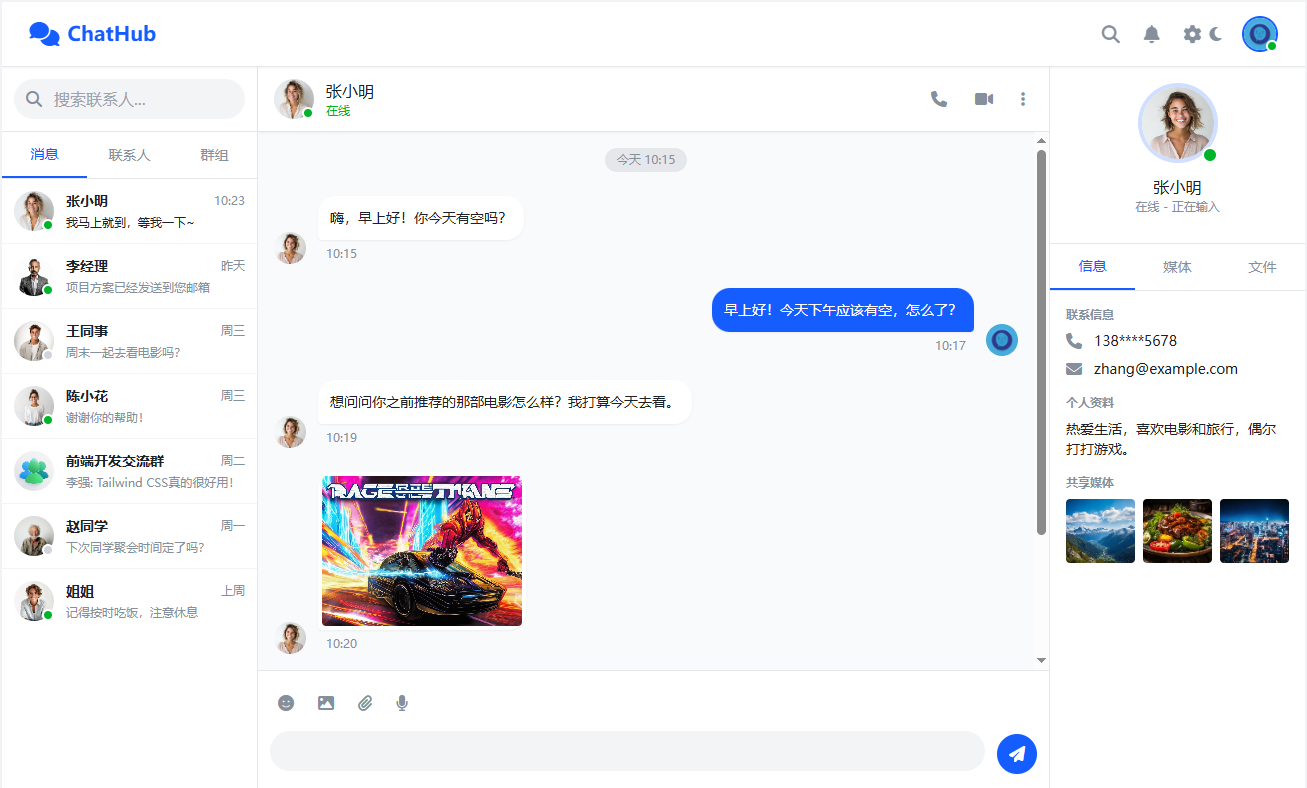 ChatHub
搜索联系人...
消息
联系人
群组
张小明
10:23
我马上就到，等我一下~
李经理
昨天
项目方案已经发送到您邮箱
王同事
周三
周末一起去看电影吗？
陈小花
周三
谢谢你的帮助！
前端开发交流群
周二
李强: Tailwind CSS真的很好用！
赵同学
周一
下次同学聚会时间定了吗？
姐姐
上周
记得按时吃饭，注意休息
张小明
在线
今天 10:15
嗨，早上好！你今天有空吗？
10:15
早上好！今天下午应该有空，怎么了？
10:17
想问问你之前推荐的那部电影怎么样？我打算今天去看。
10:19
10:20
张小明
在线 - 正在输入
信息
媒体
文件
联系信息
138****5678
zhang@example.com
个人资料
热爱生活，喜欢电影和旅行，偶尔
打打游戏。
共享媒体